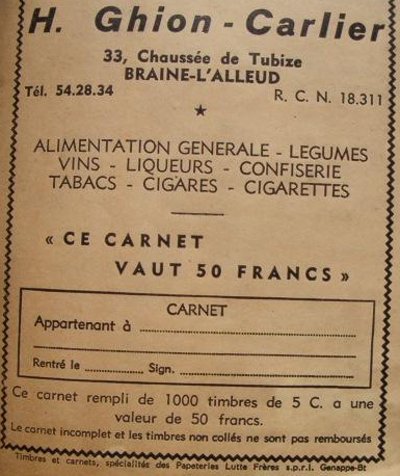 H. Ghion - Carlier
33, Chaussée de Tubize
BRAINE-L'ALLEUD
Tél. 54.28.34 R. C. N. 18.311
ALIMENTATION GENERALE - LEGUMES
VINS - LIQUEURS - CONFISERIE
TABACS - CIGARES - CIGARETTES
« CE CARNET
VAUT 50 FRANCS »
CARNET
Appartenant à
Rentré le Sign.
Ce carnet rempli de 1000 timbres de 5 C. a une
valeur de 50 francs.
Le carnet incomplet et les timbres non collés ne sont pas remboursés
Timbres et carnets, spécialités des Papeteries Lutte Frères s.p.r.l. Genappe-Bt